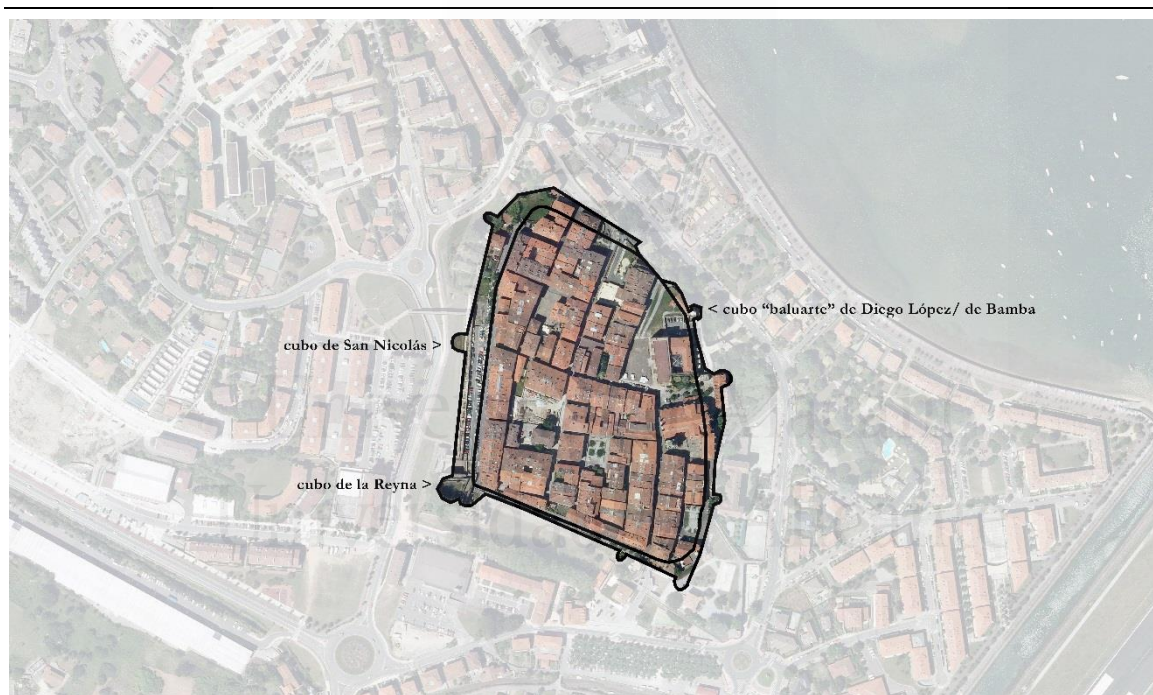 < cubo “baluarte” de Diego López/ de Bamba
cubo de San Nicolás >
cubo de la Reyna >